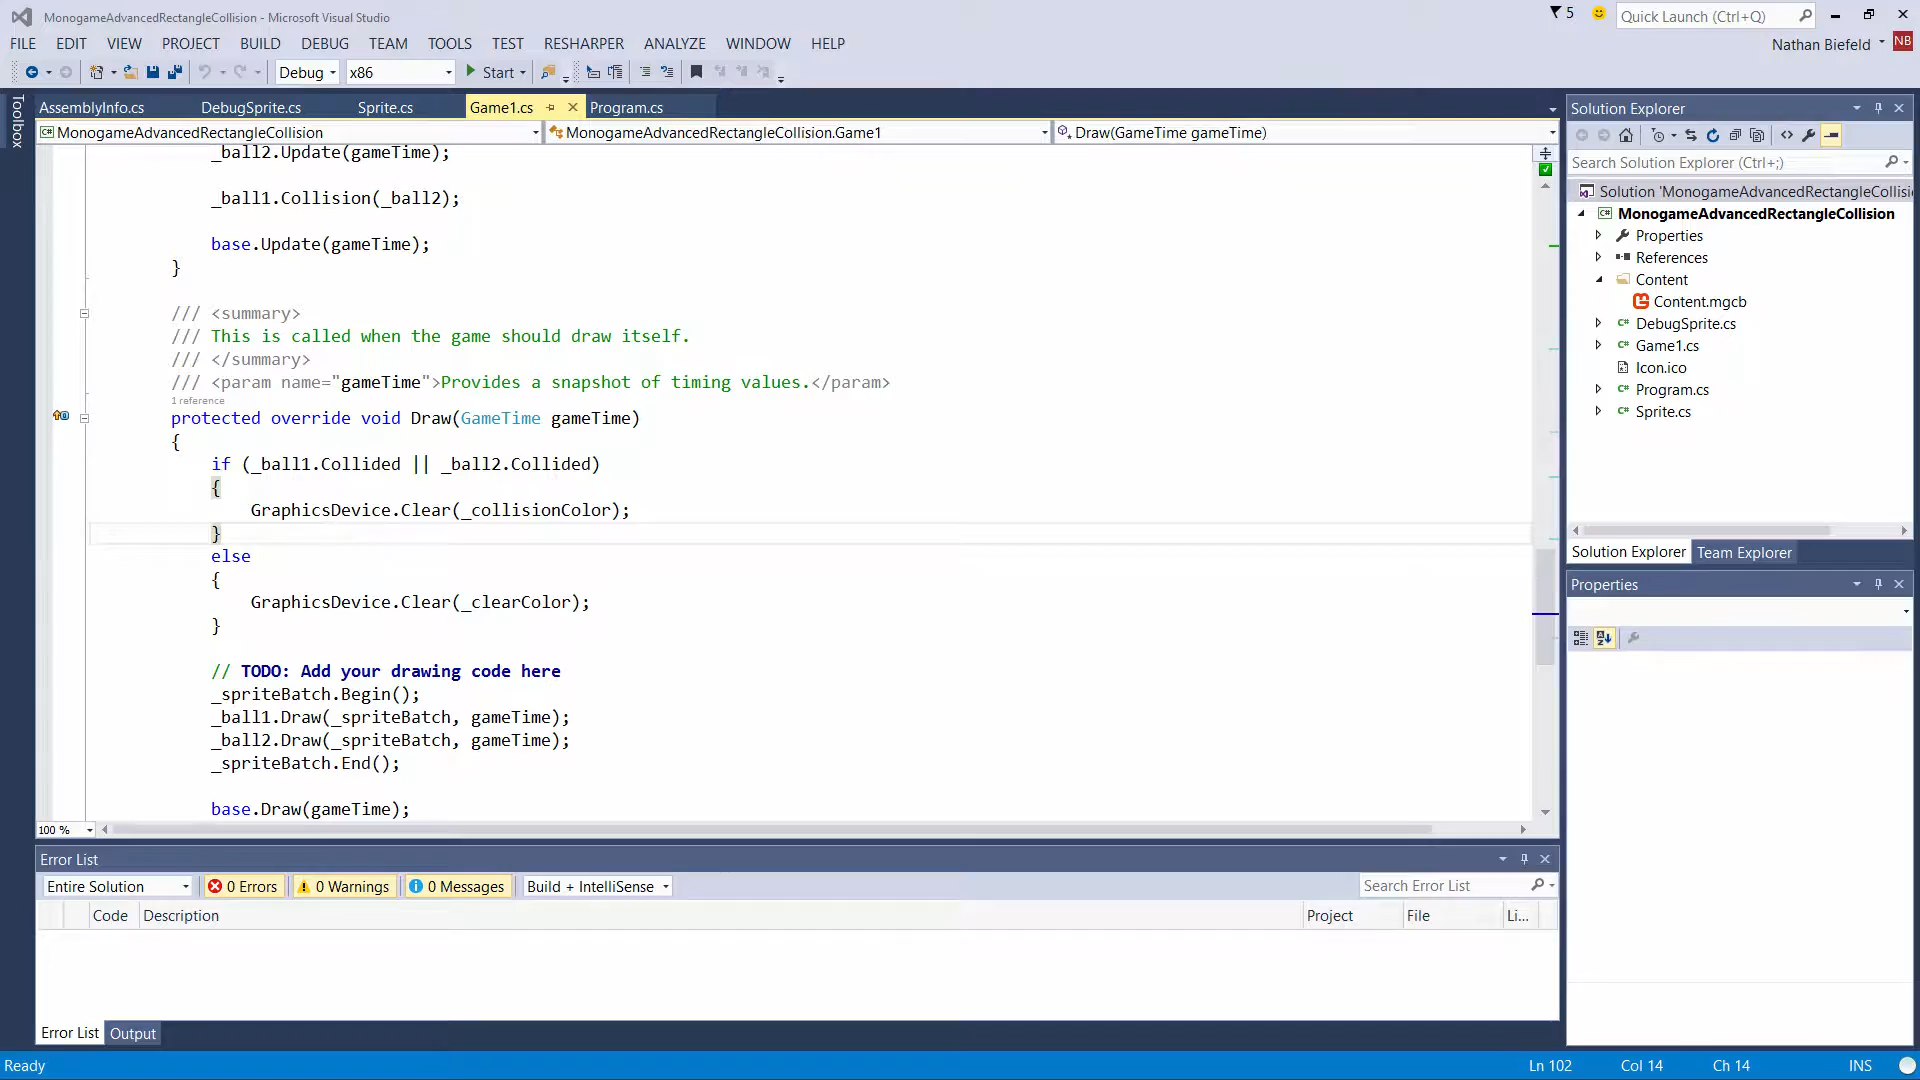 MonogameAdvancedRectangleCollision - Microsoft Visual Studio
5
Quick Launch (Ctrl+Q)
FILE EDIT VIEW PROJECT BUILD DEBUG TEAM TOOLS TEST RESHARPER ANALYZE WINDOW HELP
Nathan Biefeld NB
Debug x86 Start
Toolbox
AssemblyInfo.cs DebugSprite.cs Sprite.cs Game1.cs Program.cs
MonogameAdvancedRectangleCollision MonogameAdvancedRectangleCollision.Game1 Draw(GameTime gameTime)
_ball2.Update(gameTime);
_ball1.Collision(_ball2);
base.Update(gameTime);
}
/// <summary>
/// This is called when the game should draw itself.
/// </summary>
/// <param name="gameTime">Provides a snapshot of timing values.</param>
1 reference
protected override void Draw(GameTime gameTime)
{
if (_ball1.Collided || _ball2.Collided)
{
GraphicsDevice.Clear(_collisionColor);
}
else
{
GraphicsDevice.Clear(_clearColor);
}
// TODO: Add your drawing code here
_spriteBatch.Begin();
_ball1.Draw(_spriteBatch, gameTime);
_ball2.Draw(_spriteBatch, gameTime);
_spriteBatch.End();
base.Draw(gameTime);
100 %
Error List
Entire Solution 0 Errors 0 Warnings 0 Messages Build + IntelliSense Search Error List
Code Description Project File Li...
Error List Output
Solution Explorer
Search Solution Explorer (Ctrl+;)
Solution 'MonogameAdvancedRectangleCollisi
MonogameAdvancedRectangleCollision
Properties
References
Content
Content.mgcb
DebugSprite.cs
Game1.cs
Icon.ico
Program.cs
Sprite.cs
Solution Explorer Team Explorer
Properties
Ready Ln 102 Col 14 Ch 14 INS